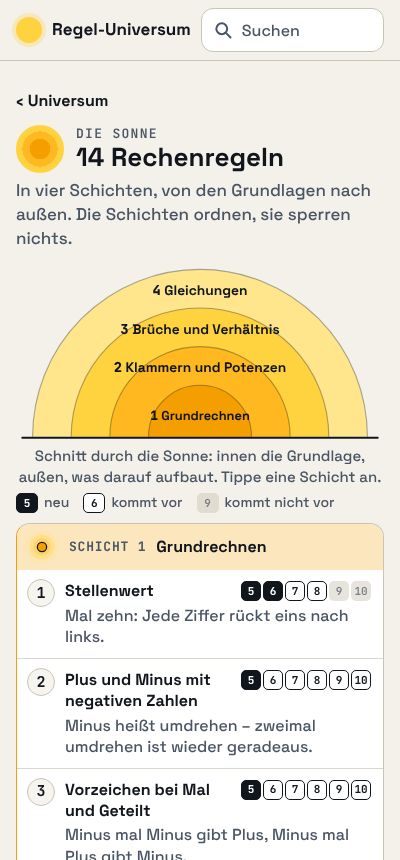 Regel-Universum
Suchen
< Universum
DIE SONNE
14 Rechenregeln
In vier Schichten, von den Grundlagen nach
außen. Die Schichten ordnen, sie sperren
nichts.
4 Gleichungen
3 Brüche und Verhältnis
2 Klammern und Potenzen
1 Grundrechnen
Schnitt durch die Sonne: innen die Grundlage,
außen, was darauf aufbaut. Tippe eine Schicht an.
5 neu 6 kommt vor 9 kommt nicht vor
SCHICHT 1 Grundrechnen
1 Stellenwert 5 6 7 8 9 10
Mal zehn: Jede Ziffer rückt eins nach
links.
2 Plus und Minus mit 5 6 7 8 9 10
negativen Zahlen
Minus heißt umdrehen – zweimal
umdrehen ist wieder geradeaus.
3 Vorzeichen bei Mal 5 6 7 8 9 10
und Geteilt
Minus mal Minus gibt Plus, Minus mal
Plus gibt Minus.